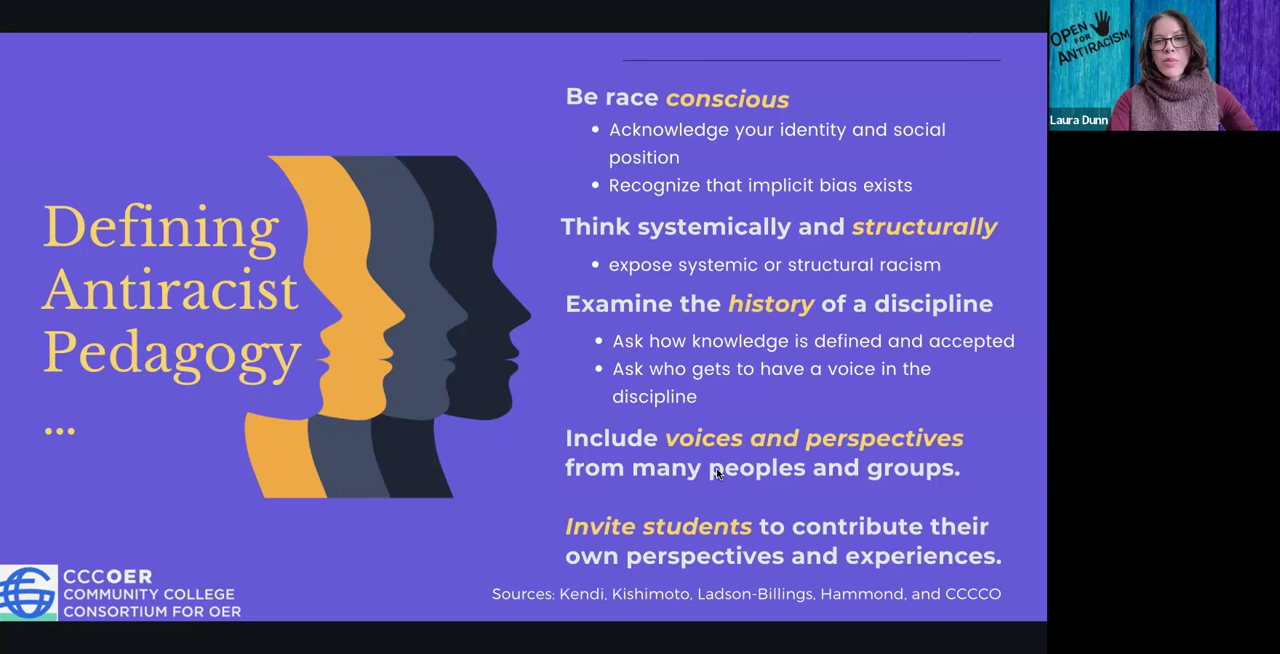 Defining
Antiracist
Pedagogy
...
Be race conscious
• Acknowledge your identity and social
position
• Recognize that implicit bias exists
Think systemically and structurally
• expose systemic or structural racism
Examine the history of a discipline
• Ask how knowledge is defined and accepted
• Ask who gets to have a voice in the
discipline
Include voices and perspectives
from many peoples and groups.
Invite students to contribute their
own perspectives and experiences.
Sources: Kendi, Kishimoto, Ladson-Billings, Hammond, and CCCCO
CCCOER
COMMUNITY COLLEGE
CONSORTIUM FOR OER
OPEN
FOR
ANTIRACISM
Laura Dunn